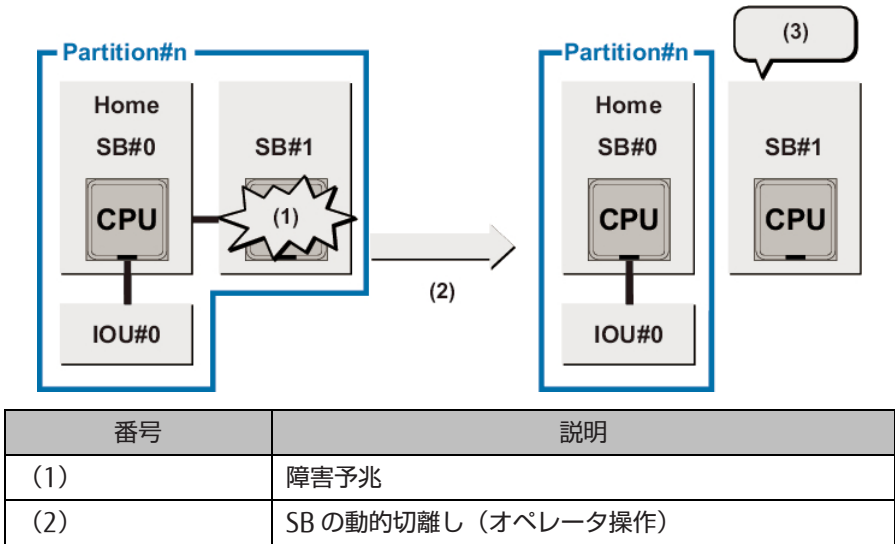 Partition#n
Home
SB#0
SB#1
CPU
(1)
IOU#0
(2)
Partition#n
(3)
Home
SB#0
SB#1
CPU
CPU
IOU#0
番号 説明
（1） 障害予兆
（2） SB の動的切離し（オペレータ操作）